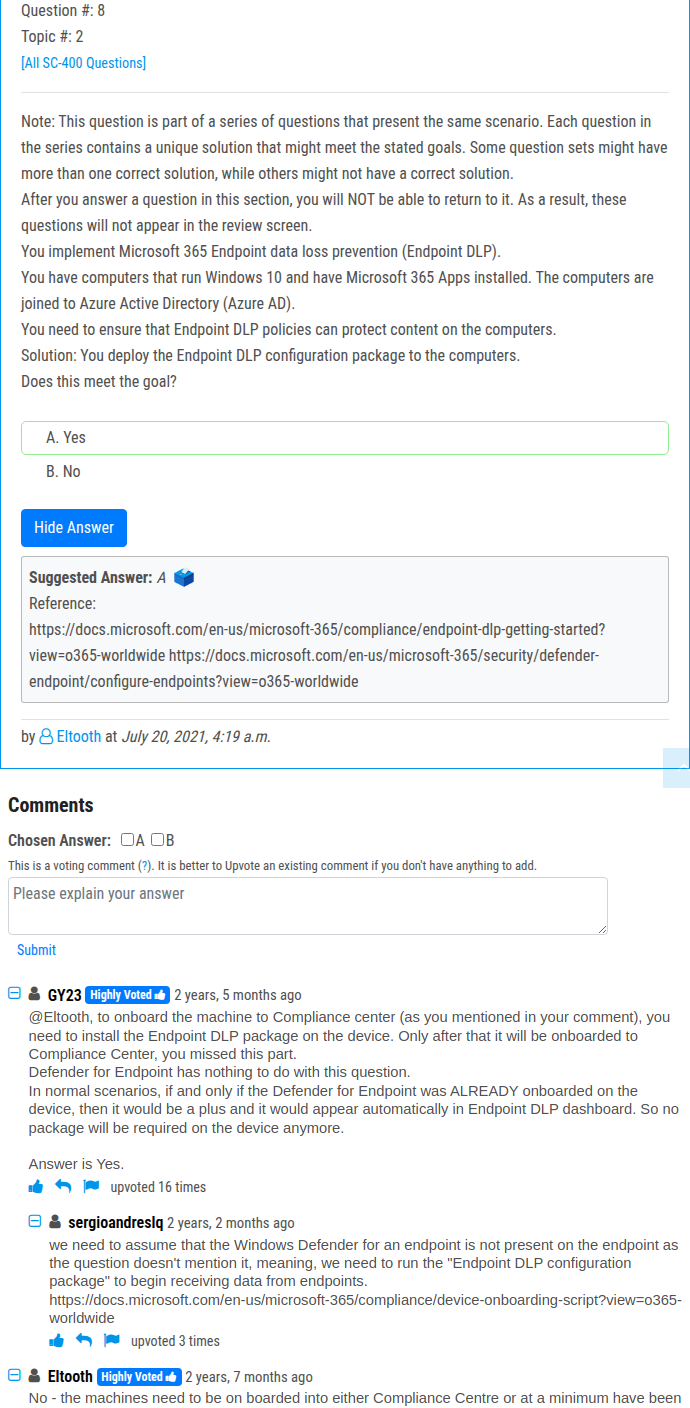 Question #: 8
Topic #: 2
[All SC-400 Questions]
Note: This question is part of a series of questions that present the same scenario. Each question in
the series contains a unique solution that might meet the stated goals. Some question sets might have
more than one correct solution, while others might not have a correct solution.
After you answer a question in this section, you will NOT be able to return to it. As a result, these
questions will not appear in the review screen.
You implement Microsoft 365 Endpoint data loss prevention (Endpoint DLP).
You have computers that run Windows 10 and have Microsoft 365 Apps installed. The computers are
joined to Azure Active Directory (Azure AD).
You need to ensure that Endpoint DLP policies can protect content on the computers.
Solution: You deploy the Endpoint DLP configuration package to the computers.
Does this meet the goal?
A. Yes
B. No
Hide Answer
Suggested Answer: A
Reference:
https://docs.microsoft.com/en-us/microsoft-365/compliance/endpoint-dlp-getting-started?
view=o365-worldwide https://docs.microsoft.com/en-us/microsoft-365/security/defender-
endpoint/configure-endpoints?view=o365-worldwide
by Eltooth at July 20, 2021, 4:19 a.m.
Comments
Chosen Answer: A B
This is a voting comment (?). It is better to Upvote an existing comment if you don't have anything to add.
Please explain your answer
Submit
GY23 Highly Voted 2 years, 5 months ago
@Eltooth, to onboard the machine to Compliance center (as you mentioned in your comment), you
need to install the Endpoint DLP package on the device. Only after that it will be onboarded to
Compliance Center, you missed this part.
Defender for Endpoint has nothing to do with this question.
In normal scenarios, if and only if the Defender for Endpoint was ALREADY onboarded on the
device, then it would be a plus and it would appear automatically in Endpoint DLP dashboard. So no
package will be required on the device anymore.
Answer is Yes.
upvoted 16 times
sergioandreslq 2 years, 2 months ago
we need to assume that the Windows Defender for an endpoint is not present on the endpoint as
the question doesn't mention it, meaning, we need to run the "Endpoint DLP configuration
package" to begin receiving data from endpoints.
https://docs.microsoft.com/en-us/microsoft-365/compliance/device-onboarding-script?view=o365-
worldwide
upvoted 3 times
Eltooth Highly Voted 2 years, 7 months ago
No - the machines need to be on boarded into either Compliance Centre or at a minimum have been